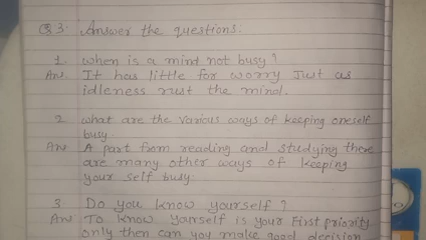 Q3. Answer the questions.
1. when is a mind not busy?
Ans. It has little for worry Just as
idleness rust the mind.
2. what are the various ways of keeping oneself
busy.
Ans A part from reading and studying there
are many other ways of keeping
your self busy
3. Do you know yourself?
Ans To know yourself is your First priority
only then can you make good decision